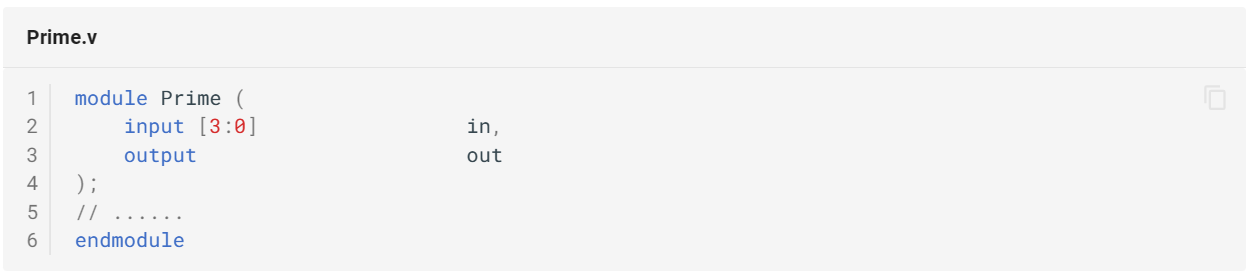 Prime.v
1 module Prime (
2     input [3:0]                 in,
3     output                      out
4 );
5 // ......
6 endmodule